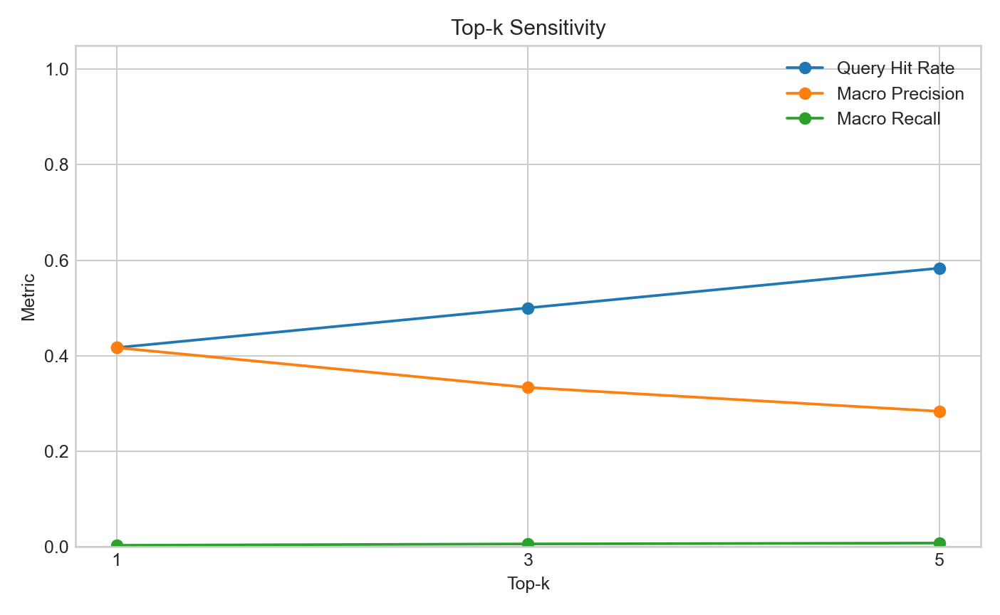 Top-k Sensitivity
Query Hit Rate
Macro Precision
Macro Recall
1.0
0.8
0.6
0.4
0.2
0.0
Metric
1 3 5
Top-k